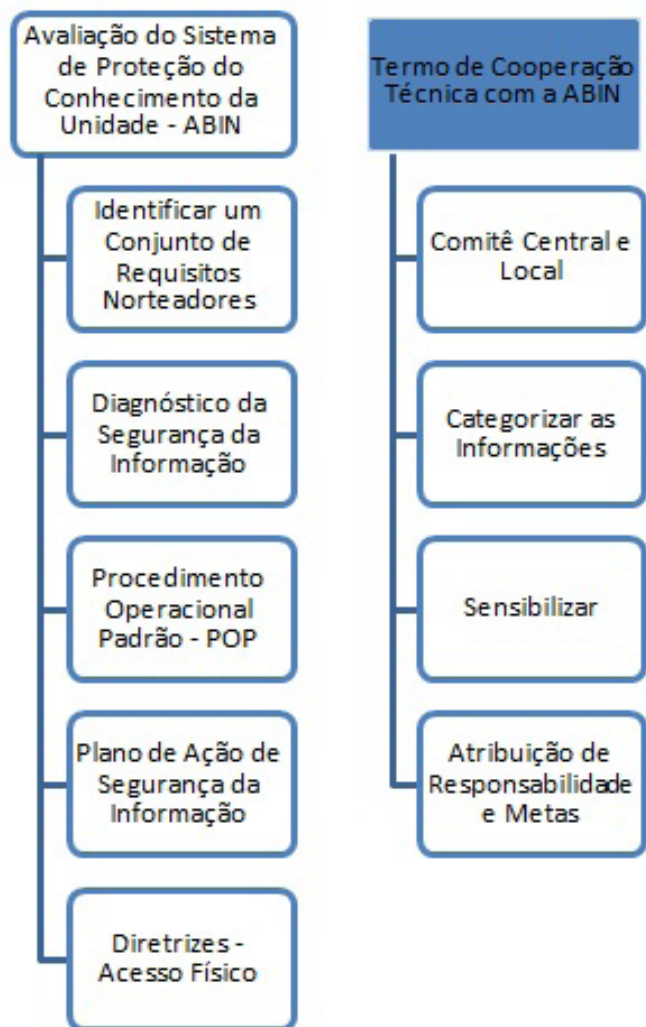 Avaliação do Sistema
de Proteção do
Conhecimento da
Unidade - ABIN
Identificar um
Conjunto de
Requisitos
Norteadores
Diagnóstico da
Segurança da
Informação
Procedimento
Operacional
Padrão - POP
Plano de Ação de
Segurança da
Informação
Diretrizes -
Acesso Físico
Termo de Cooperação
Técnica com a ABIN
Comitê Central e
Local
Categorizar as
Informações
Sensibilizar
Atribuição de
Responsabilidade
e Metas